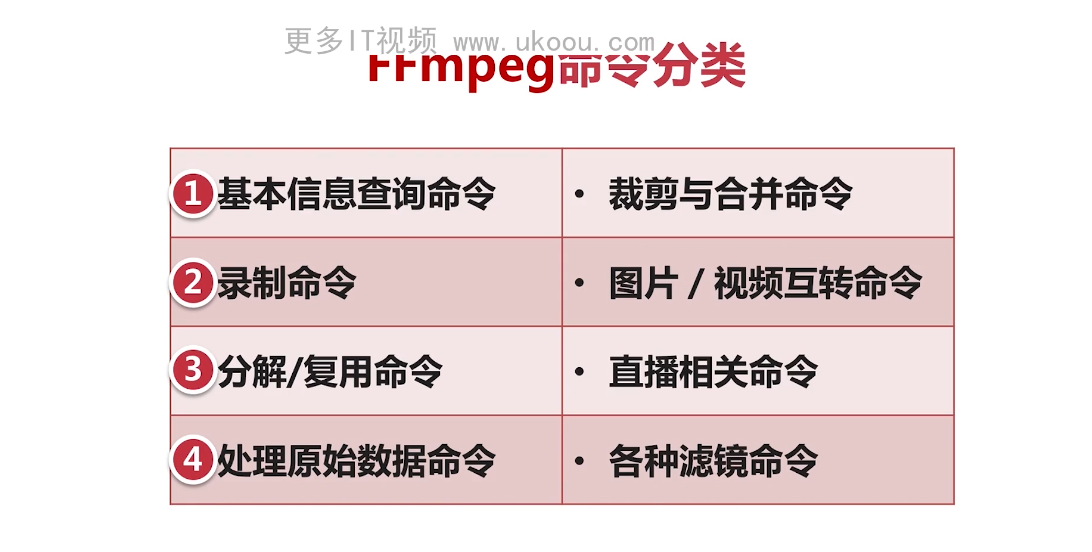 更多IT视频 www.ukoou.com
FFmpeg命令分类
1 基本信息查询命令
• 裁剪与合并命令
2 录制命令
• 图片 / 视频互转命令
3 分解/复用命令
• 直播相关命令
4 处理原始数据命令
• 各种滤镜命令